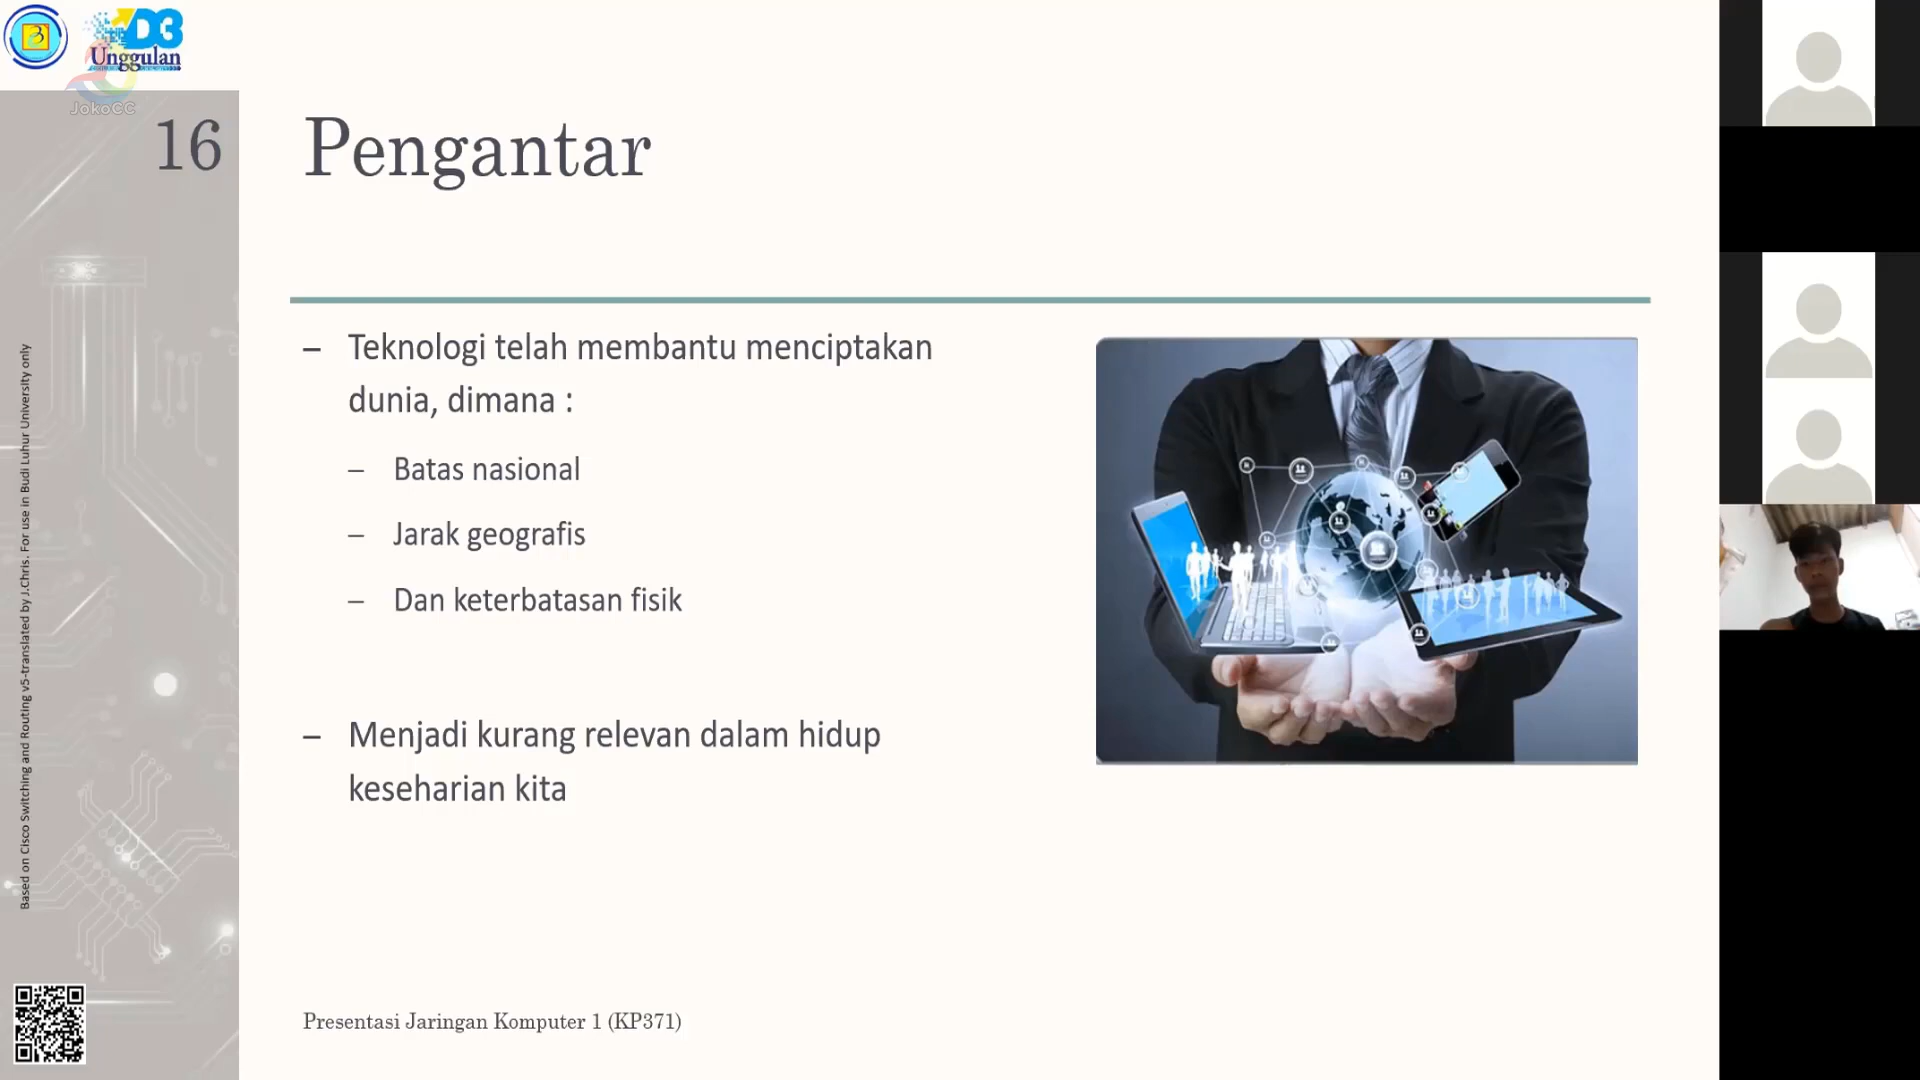 D3
Unggulan
JokoCC
16
Pengantar
– Teknologi telah membantu menciptakan
dunia, dimana :
– Batas nasional
– Jarak geografis
– Dan keterbatasan fisik
– Menjadi kurang relevan dalam hidup
keseharian kita
Based on Cisco Switching and Routing v5-translated by J.Chris. For use in Budi Luhur University only
Presentasi Jaringan Komputer 1 (KP371)